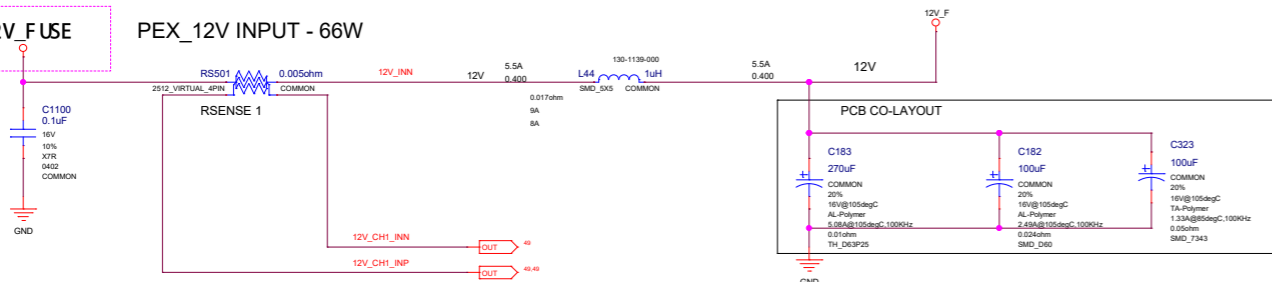 2V_FUSE
PEX_12V INPUT - 66W
12V_F
RS501
0.005ohm
12V_INN
12V
5.5A
0.400
130-1139-000
L44
1uH
5.5A
0.400
12V
2512_VIRTUAL_4PIN
COMMON
SMD_5X5
COMMON
RSENSE 1
0.017ohm
9A
8A
C1100
0.1uF
16V
10%
X7R
0402
COMMON
GND
PCB CO-LAYOUT
C183
270uF
COMMON
20%
16V@105degC
AL-Polymer
5.08A@105degC,100KHz
0.01ohm
TH_D63P25
C182
100uF
COMMON
20%
16V@105degC
AL-Polymer
2.49A@105degC,100KHz
0.024ohm
SMD_D60
C323
100uF
COMMON
20%
16V@105degC
TA-Polymer
1.33A@85degC,100KHz
0.05ohm
SMD_7343
12V_CH1_INN
OUT
49
12V_CH1_INP
OUT
49,49
GND